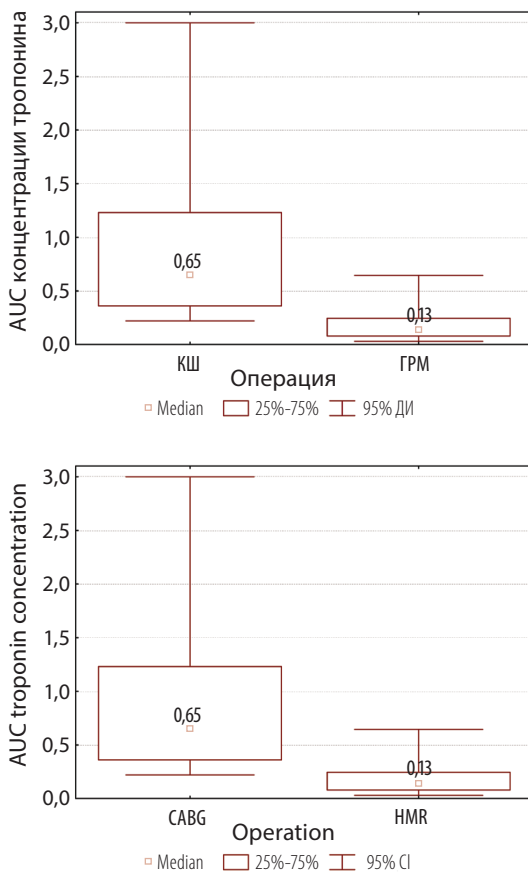 AUC концентрации тропонина
3,0
2,5
2,0
1,5
1,0
0,5
0,0
0,65
0,13
КШ
ГРМ
Операция
Median
25%-75%
95% ДИ
AUC troponin concentration
3,0
2,5
2,0
1,5
1,0
0,5
0,0
0,65
0,13
CABG
HMR
Operation
Median
25%-75%
95% CI